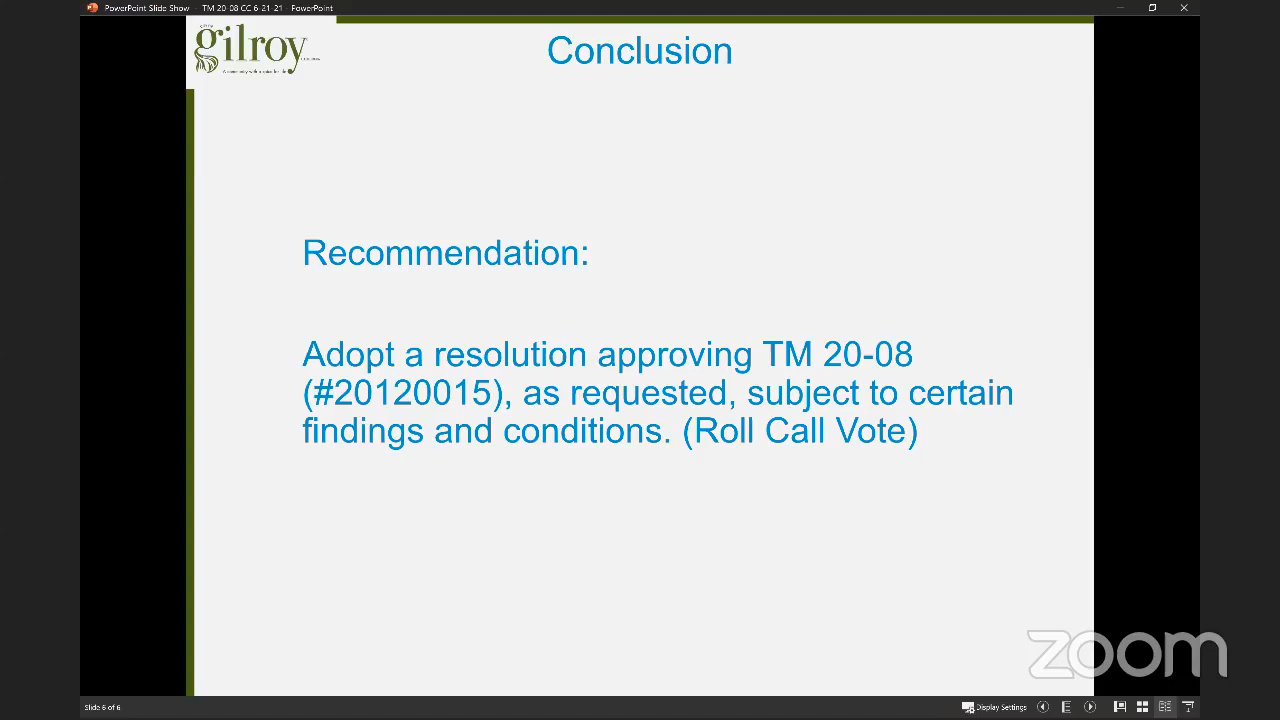 PowerPoint Slide Show - TM 20-08 CC 6-21-21 - PowerPoint
gilroy
Conclusion
Recommendation:
Adopt a resolution approving TM 20-08
(#20120015), as requested, subject to certain
findings and conditions. (Roll Call Vote)
zoom
Slide 6 of 6
Display Settings